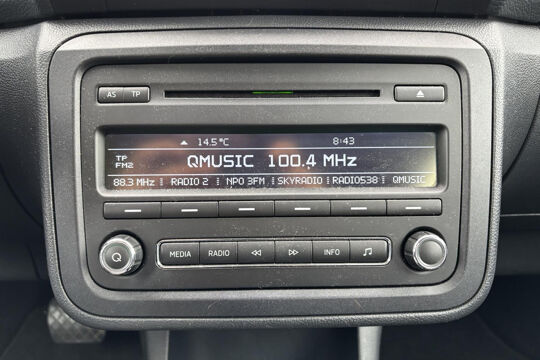 AS TP
14.5°C 8:43
TP
FM2
QMUSIC 100.4 MHz
88.3 MHz RADIO 2 NPO 3FM SKYRADIO RADIO538 QMUSIC
MEDIA RADIO INFO